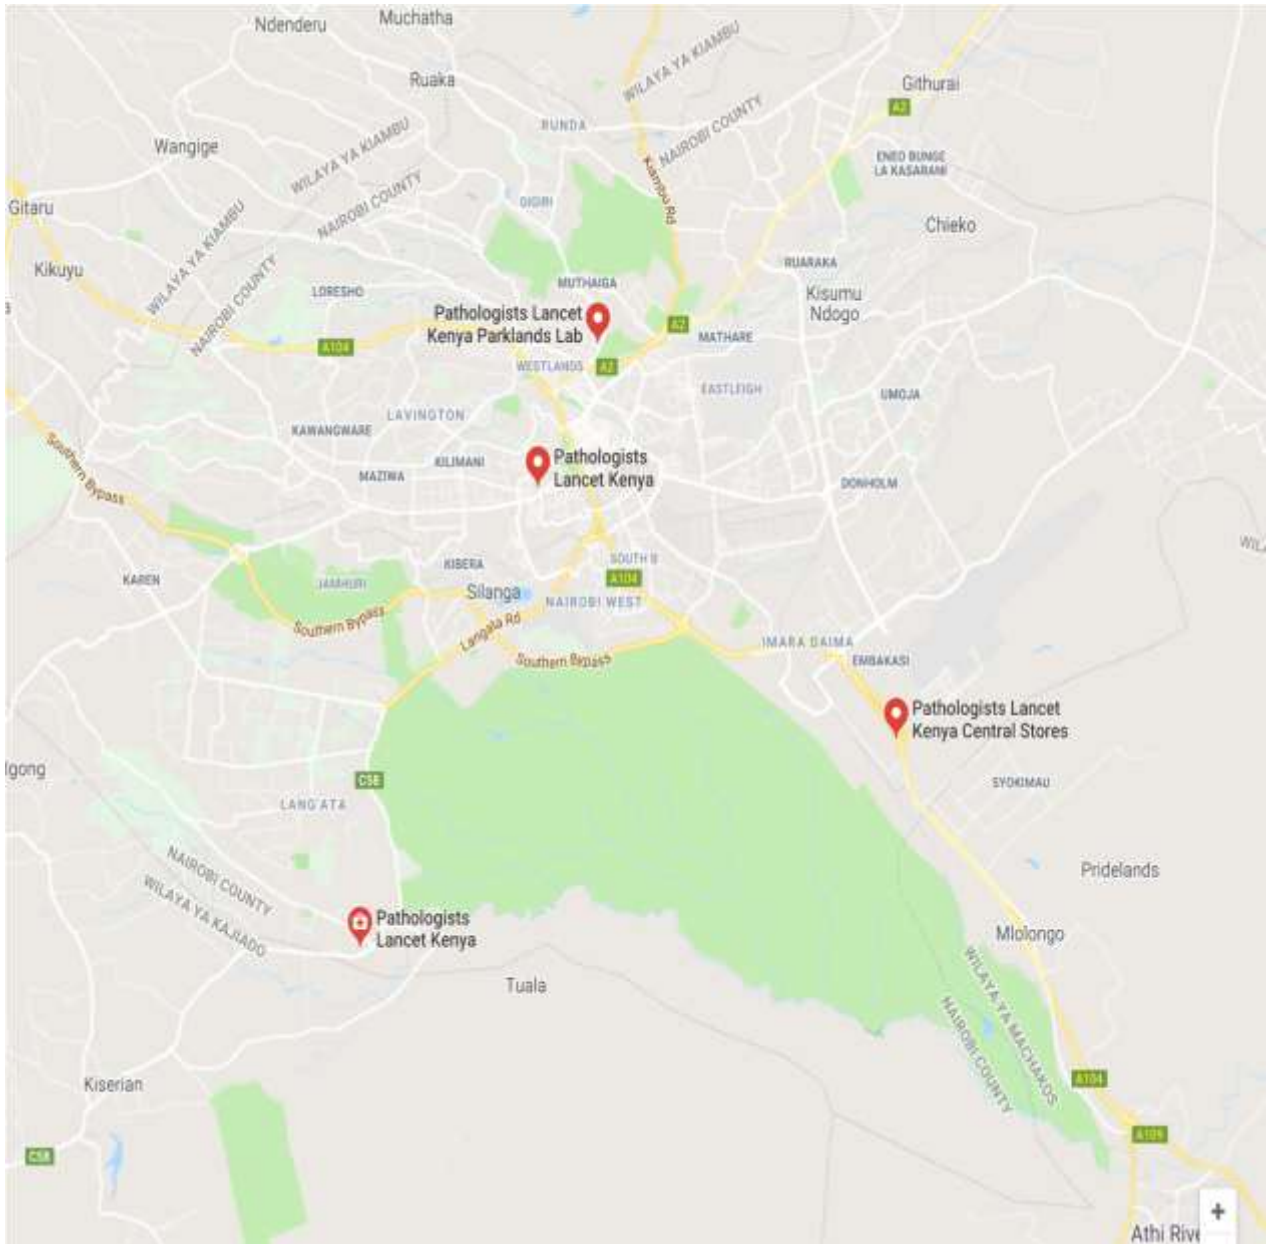 Muchatha
Ndenderu
Ruaka
WILAYA YA KIAMBU
Githurai
A2
RUNDA
NAIROBI COUNTY
Wangige
WILAYA YA KIAMBU
ENEO BUNGE
LA KASARANI
Kiambu Rd
NAIROBI COUNTY
GIGIRI
Gitaru
WILAYA YA KIAMBU
Chieko
Kikuyu
NAIROBI COUNTY
LORESHO
MUTHAIGA
RUARAKA
Kisumu
Ndogo
Pathologists Lancet
Kenya Parklands Lab
A2
MATHARE
A104
WESTLANDS
A2
EASTLEIGH
UMOJA
LAVINGTON
KAWANGWARE
Southern Bypass
KILIMANI
MAZIWA
Pathologists
Lancet Kenya
DONHOLM
KAREN
JAMHURI
KIBERA
SOUTH B
A104
Silanga
NAIROBI WEST
Southern Bypass
Langata Rd
Southern Bypass
IMARA DAIMA
EMBAKASI
Pathologists Lancet
Kenya Central Stores
lgong
C58
SYOKIMAU
LANG'ATA
NAIROBI COUNTY
WILAYA YA KAJIADO
Pridelands
Pathologists
Lancet Kenya
Mlolongo
Tuala
WILAYA YA MACHAKOS
NAIROBI COUNTY
Kiserian
A104
A109
C58
+
Athi Rive